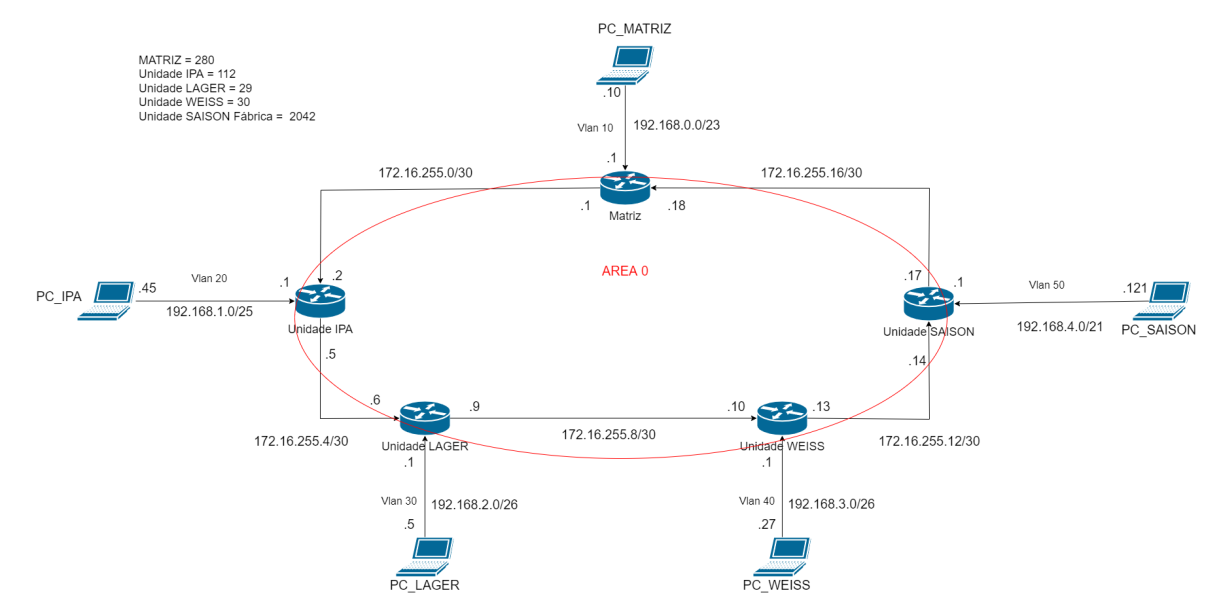 PC_MATRIZ
MATRIZ = 280
Unidade IPA = 112
Unidade LAGER = 29
Unidade WEISS = 30
Unidade SAISON Fábrica =  2042
.10
Vlan 10
192.168.0.0/23
.1
172.16.255.0/30
172.16.255.16/30
.1
.18
Matriz
AREA 0
PC_IPA
.45
Vlan 20
192.168.1.0/25
.1
.2
Unidade IPA
.5
.17
.1
Unidade SAISON
.14
Vlan 50
192.168.4.0/21
.121
PC_SAISON
.6
.9
172.16.255.4/30
Unidade LAGER
172.16.255.8/30
.10
.13
Unidade WEISS
172.16.255.12/30
.1
Vlan 30
192.168.2.0/26
.5
PC_LAGER
.1
Vlan 40
192.168.3.0/26
.27
PC_WEISS